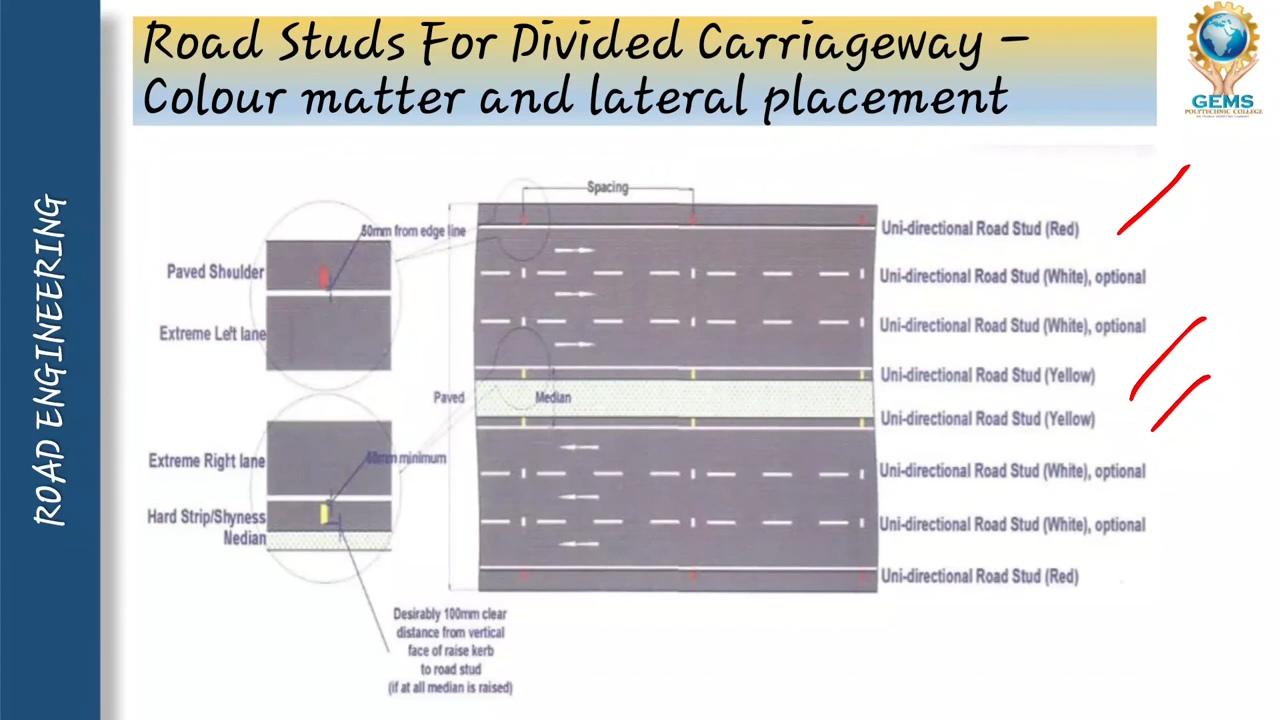 Road Studs For Divided Carriageway –
Colour matter and lateral placement
GEMS
POLYTECHNIC COLLEGE
ROAD ENGINEERING
Spacing
50mm from edge line
Paved Shoulder
Extreme Left lane
Uni-directional Road Stud (Red)
Uni-directional Road Stud (White), optional
Uni-directional Road Stud (White), optional
Uni-directional Road Stud (Yellow)
Paved
Median
Uni-directional Road Stud (Yellow)
Extreme Right lane
minimum
Hard Strip/Shyness
Nedian
Uni-directional Road Stud (White), optional
Uni-directional Road Stud (White), optional
Uni-directional Road Stud (Red)
Desirably 100mm clear
distance from vertical
face of raise kerb
to road stud
(if at all median is raised)